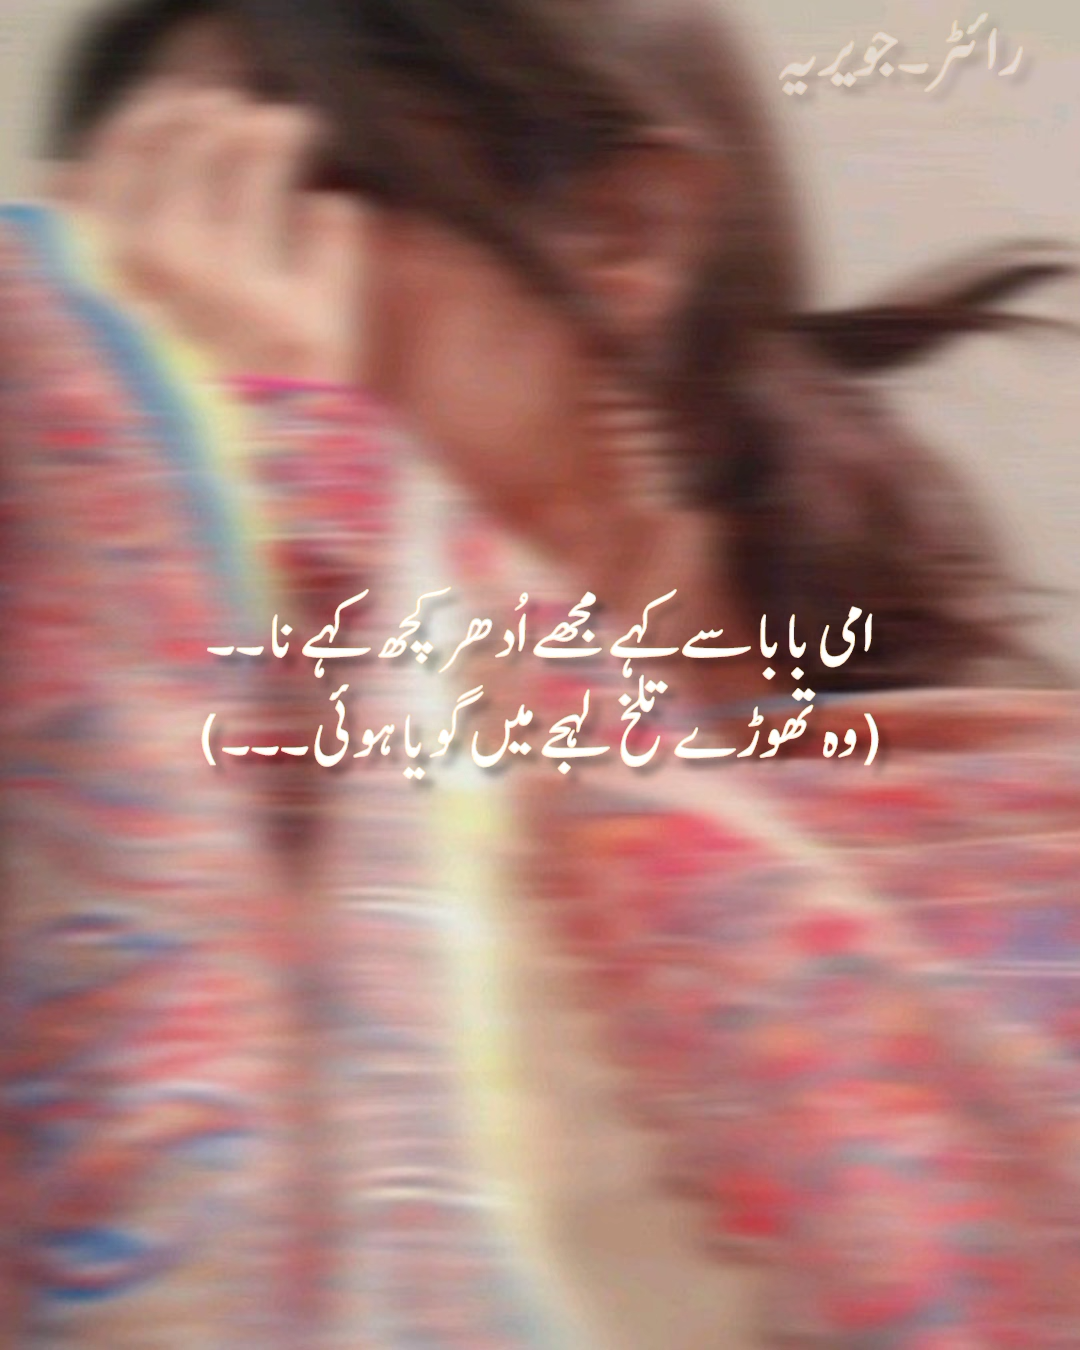 رائٹر۔جویریہ
امی بابا سے کہے مجھے اُدھر کچھ کہے نا۔۔
(وہ تھوڑے تلخ لہجے میں گویا ہوئی۔۔۔)